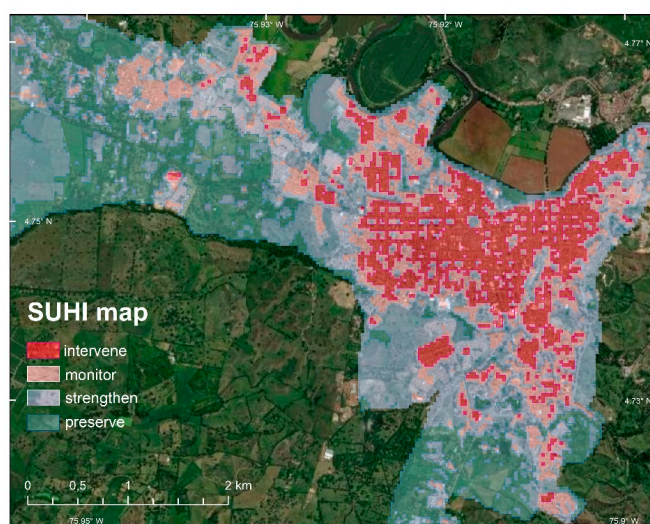 75.93° W
75.92° W
4.77° N
4.75° N
SUHI map
intervene
monitor
strengthen
preserve
4.73° N
0 0.5 1 2 km
75.95° W
75.9° W